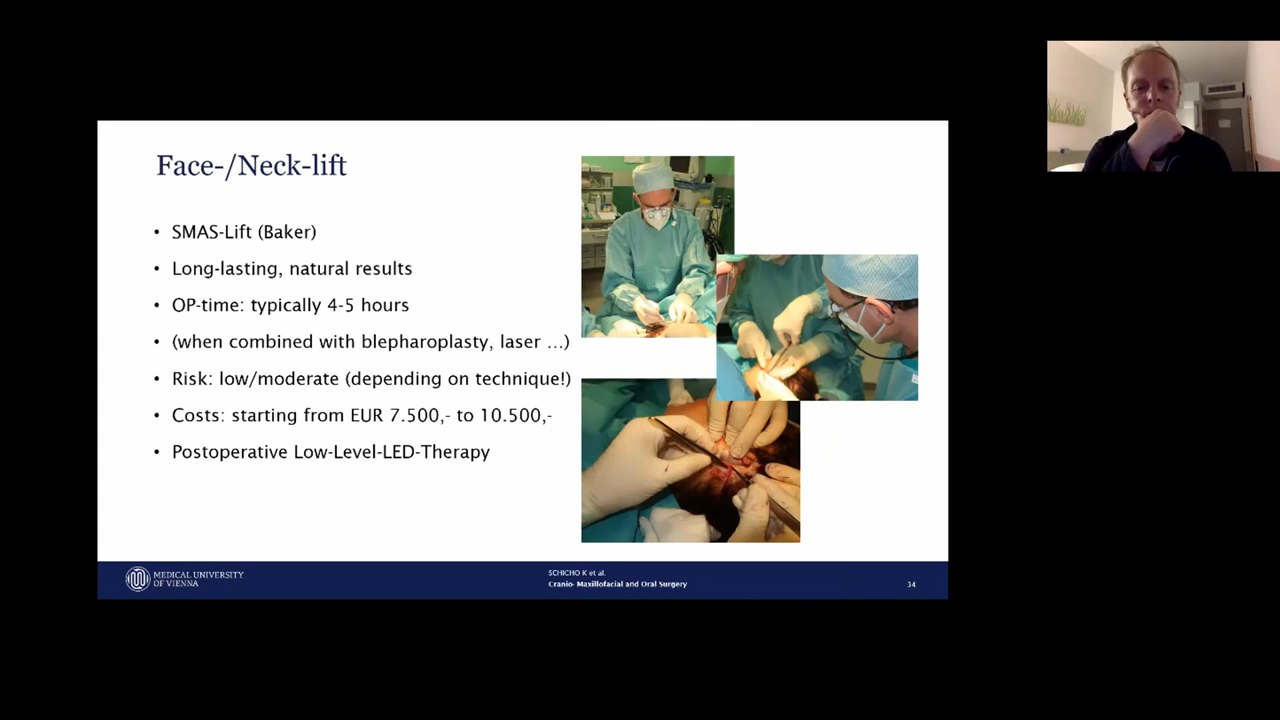 Face-/Neck-lift
• SMAS-Lift (Baker)
• Long-lasting, natural results
• OP-time: typically 4-5 hours
• (when combined with blepharoplasty, laser ...)
• Risk: low/moderate (depending on technique!)
• Costs: starting from EUR 7.500,- to 10.500,-
• Postoperative Low-Level-LED-Therapy
MEDICAL UNIVERSITY
OF VIENNA
SCHICHO K et al.
Cranio- Maxillofacial and Oral Surgery
34